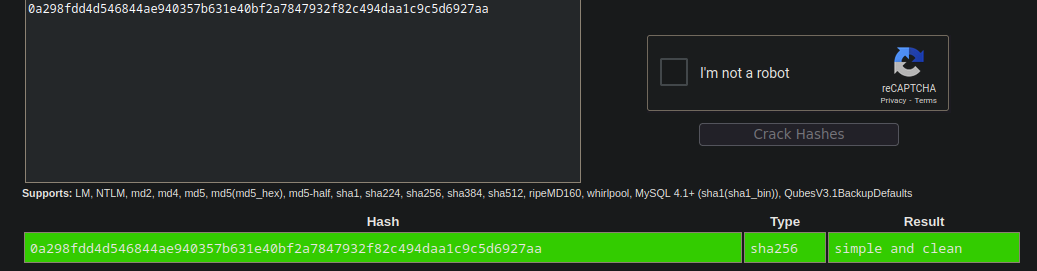 0a298fdd4d546844ae940357b631e40bf2a7847932f82c494daa1c9c5d6927aa
I'm not a robot
reCAPTCHA
Privacy - Terms
Crack Hashes
Supports: LM, NTLM, md2, md4, md5, md5(md5_hex), md5-half, sha1, sha224, sha256, sha384, sha512, ripeMD160, whirlpool, MySQL 4.1+ (sha1(sha1_bin)), QubesV3.1BackupDefaults
Hash Type Result
0a298fdd4d546844ae940357b631e40bf2a7847932f82c494daa1c9c5d6927aa sha256 simple and clean